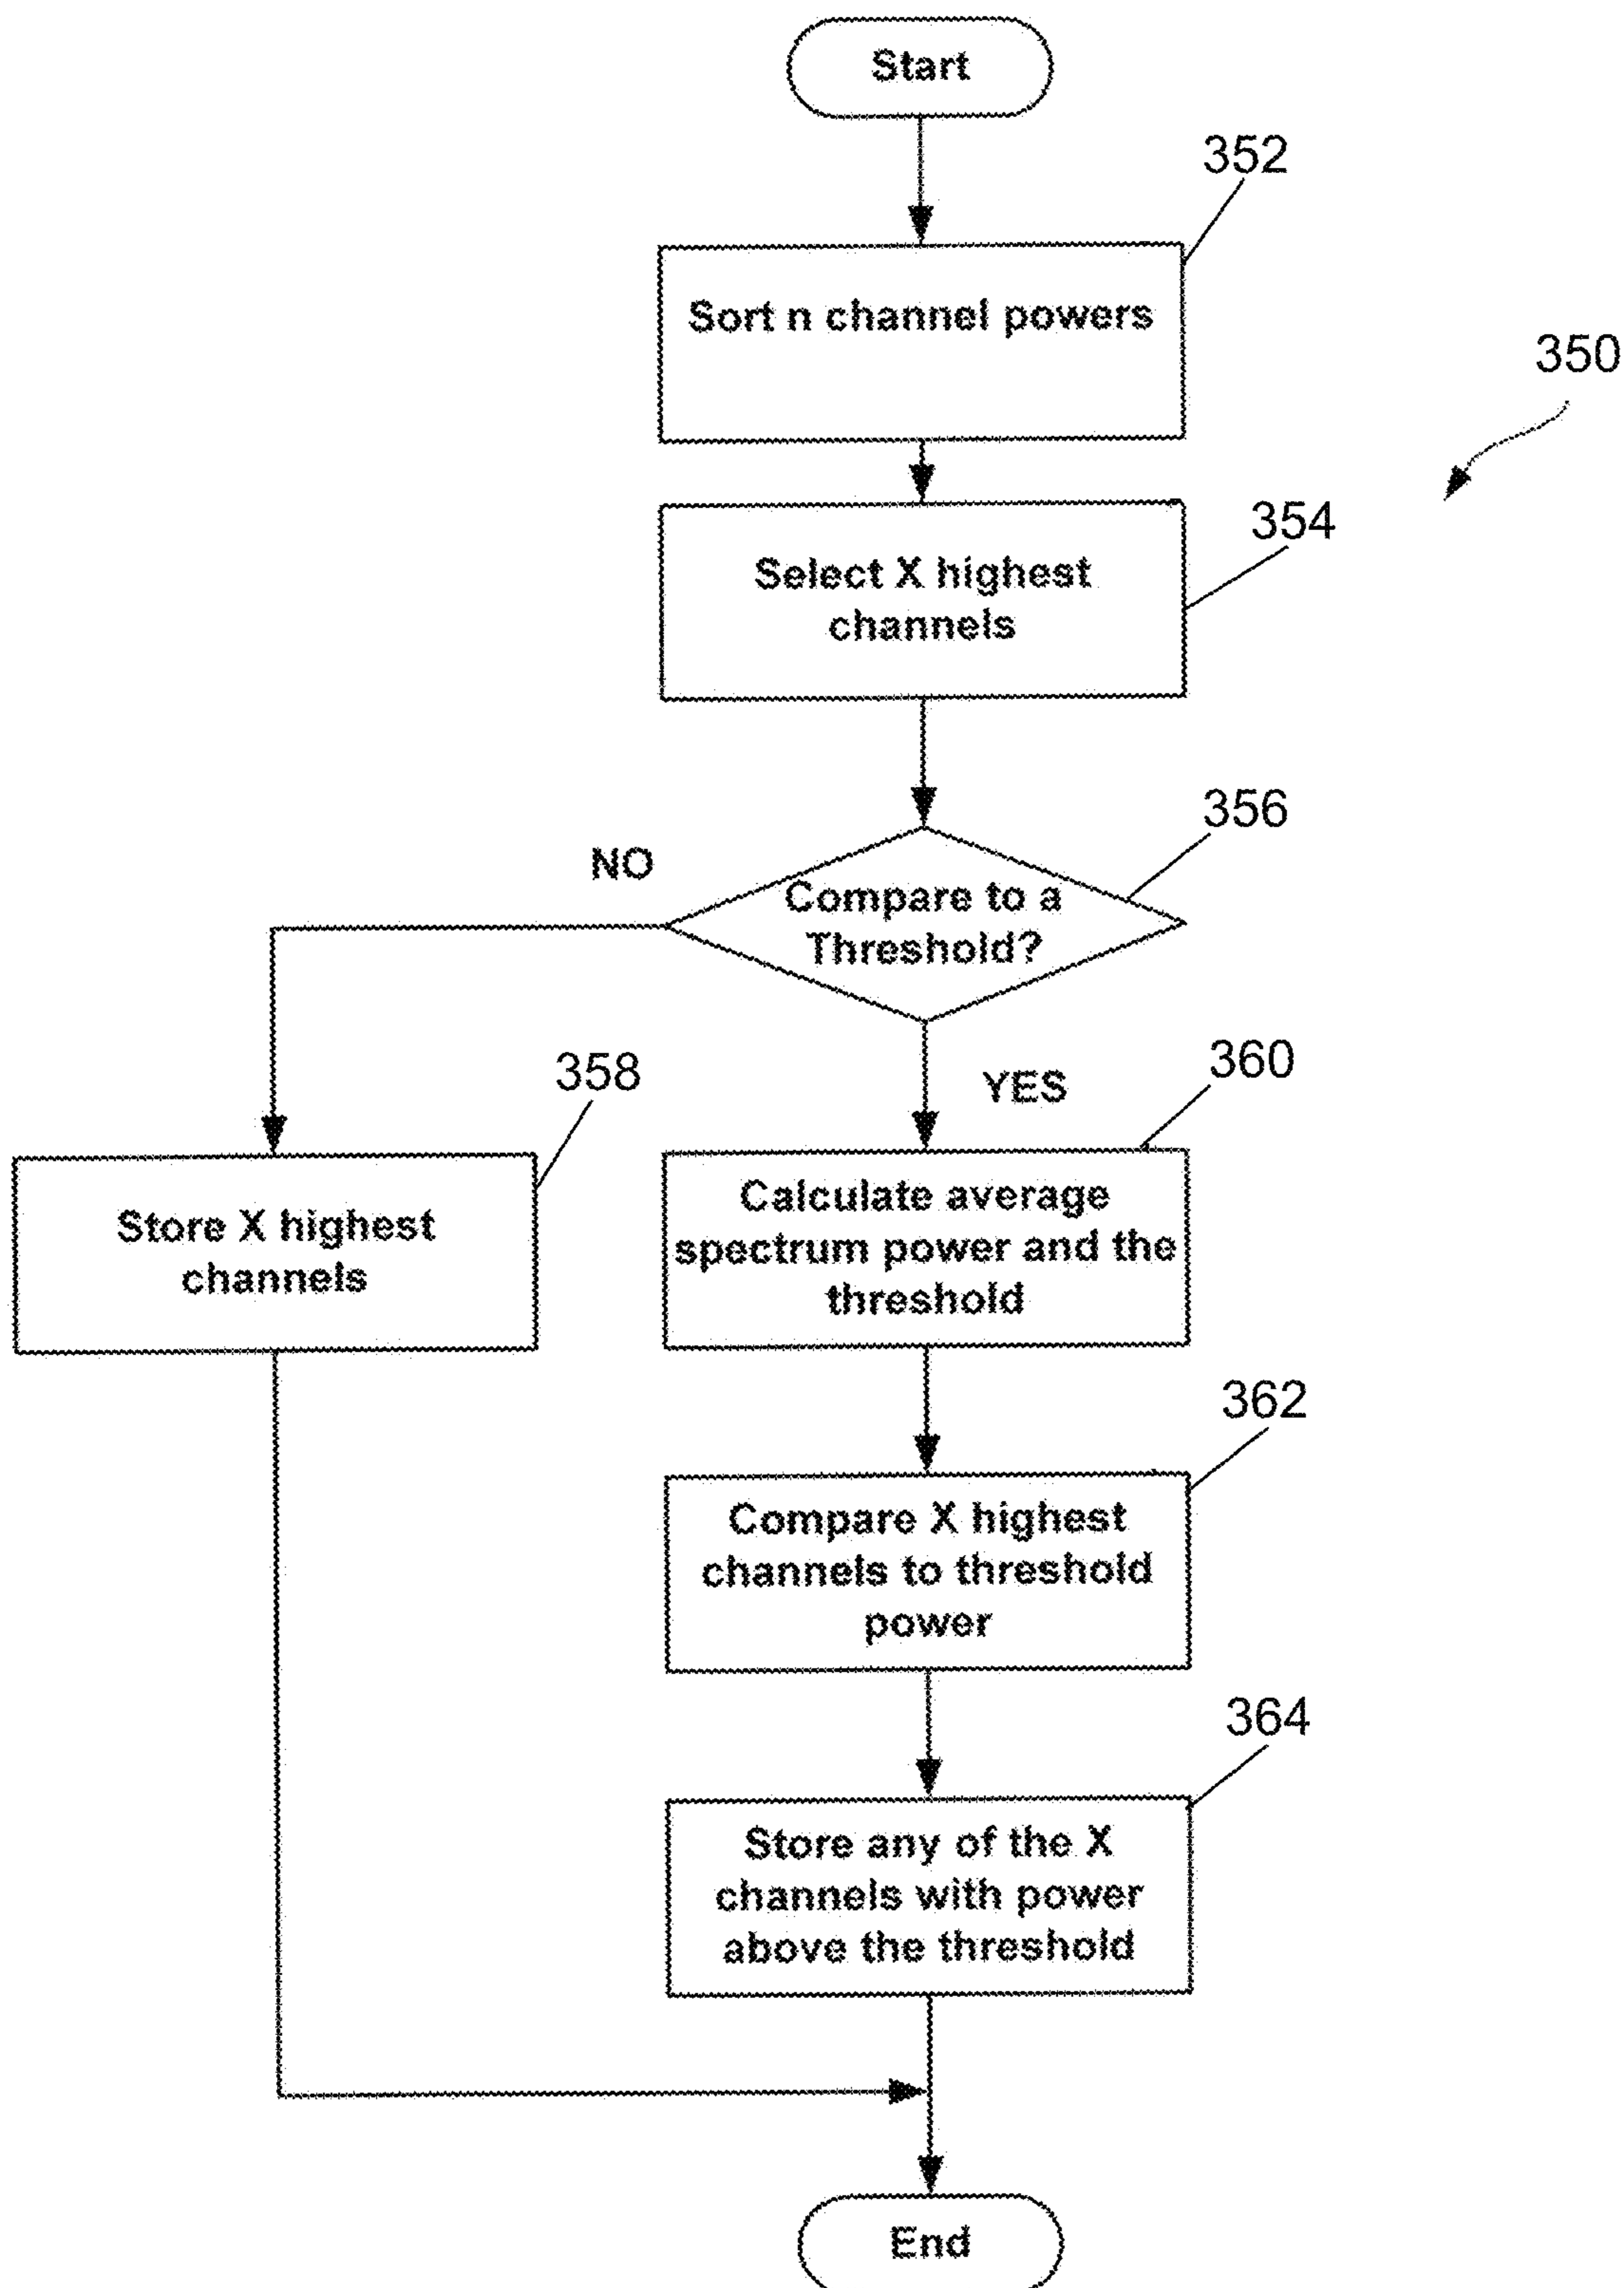 Start
352
Sort n channel powers
350
354
Select X highest
channels
356
NO
Compare to a
Threshold?
YES
358
360
Store X highest
channels
Calculate average
spectrum power and the
threshold
362
Compare X highest
channels to threshold
power
364
Store any of the X
channels with power
above the threshold
End